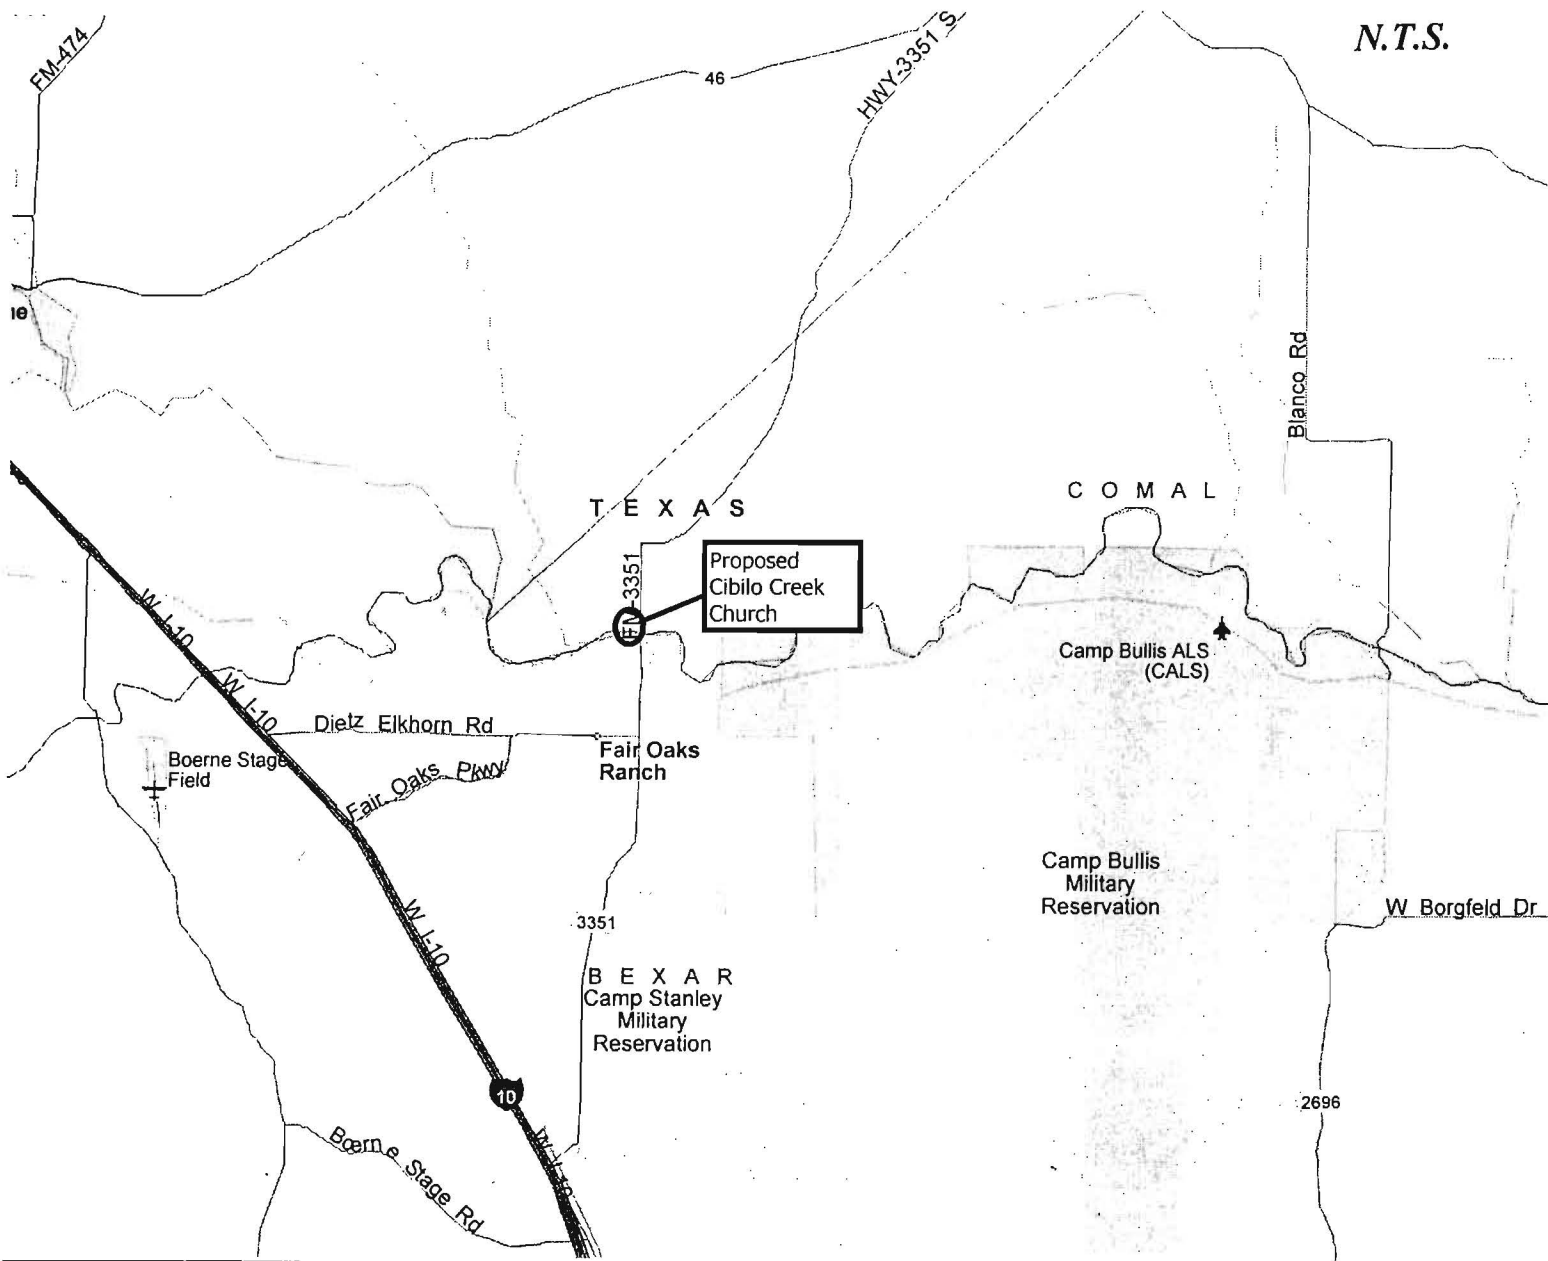 N.T.S.
FM-474
46
HWY-3351 S
Blanco Rd
T E X A S
C O M A L
FM-3351
Proposed
Cibilo Creek
Church
W I-10
Camp Bullis ALS
(CALS)
W I-10
Dietz Elkhorn Rd
Fair Oaks
Ranch
Boerne Stage
Field
Fair Oaks Pkwy
Camp Bullis
Military
Reservation
W I-10
3351
W Borgfeld Dr
B E X A R
Camp Stanley
Military
Reservation
10
2696
Boerne Stage Rd
W I-10